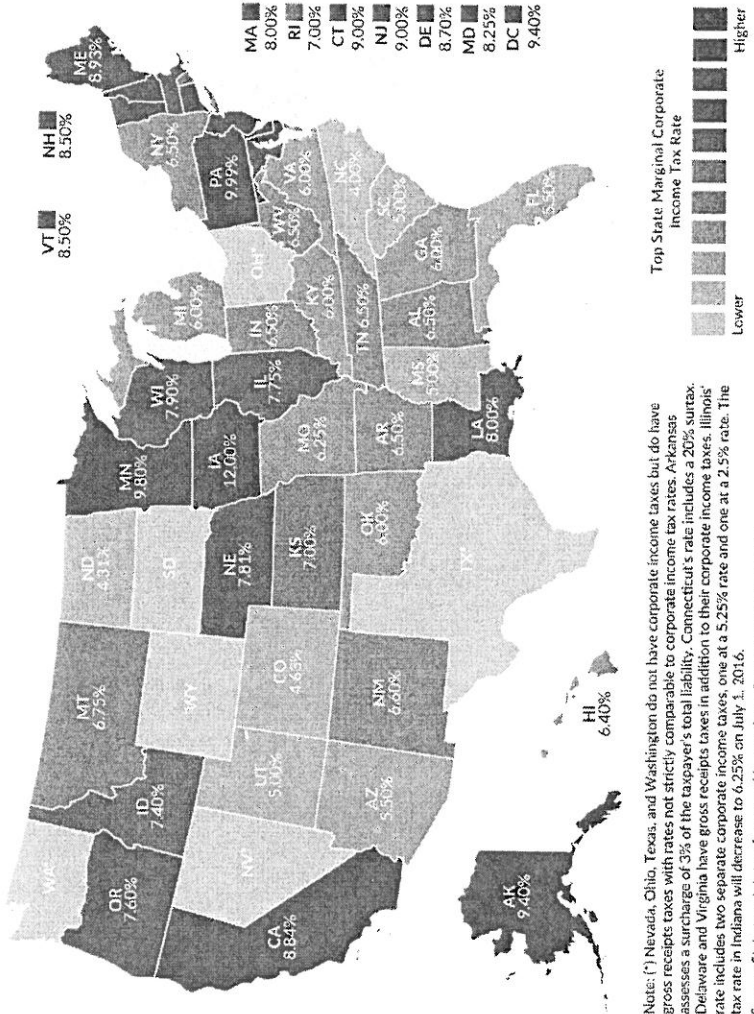 VT
8.50%
NH
8.50%
WA*
MT
6.75%
ND
4.31%
MN
9.80%
ME
8.93%
OR
7.60%
ID
7.40%
WY
SD
WI
7.90%
MI
6.00%
NY
6.50%
NV*
UT
5.00%
CO
4.63%
NE
7.81%
IA
12.00%
IL
7.75%
IN
6.50%
OH*
PA
9.99%
CA
8.84%
AZ
5.50%
NM
6.60%
KS
7.00%
MO
6.25%
KY
6.00%
WV
6.50%
VA
6.00%
OK
6.00%
AR
6.50%
TN 6.50%
NC
4.00%
SC
5.00%
TX*
LA
8.00%
MS
5.00%
AL
6.50%
GA
6.00%
FL
5.50%
AK
9.40%
HI
6.40%
MA
8.00%
RI
7.00%
CT
9.00%
NJ
9.00%
DE
8.70%
MD
8.25%
DC
9.40%
Note: (*) Nevada, Ohio, Texas, and Washington do not have corporate income taxes but do have
gross receipts taxes with rates not strictly comparable to corporate income tax rates. Arkansas
assesses a surcharge of 3% of the taxpayer's total liability. Connecticut's rate includes a 20% surtax.
Delaware and Virginia have gross receipts taxes in addition to their corporate income taxes. Illinois'
rate includes two separate corporate income taxes, one at a 5.25% rate and one at a 2.5% rate. The
tax rate in Indiana will decrease to 6.25% on July 1, 2016.
Top State Marginal Corporate
Income Tax Rate
Lower
Higher